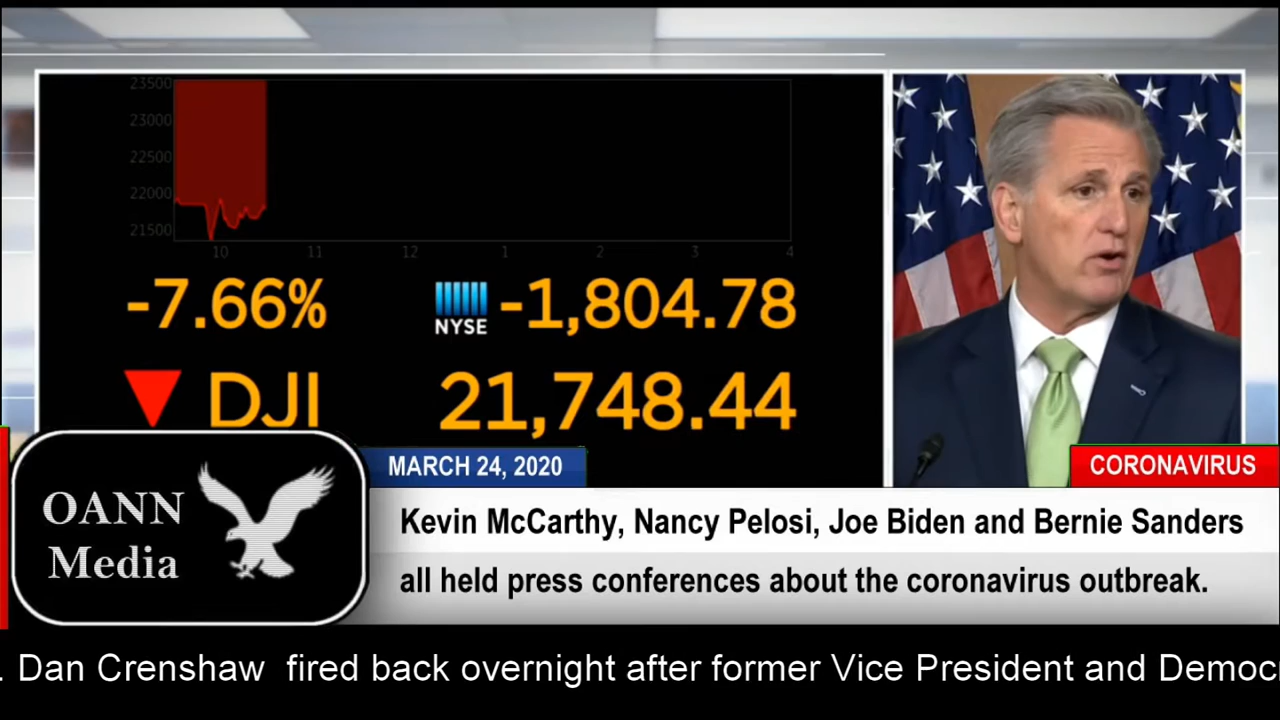 23500
23000
22500
22000
21500
10 11 12 1 2 3 4
-7.66% NYSE -1,804.78
DJI 21,748.44
MARCH 24, 2020
CORONAVIRUS
OANN
Media
Kevin McCarthy, Nancy Pelosi, Joe Biden and Bernie Sanders
all held press conferences about the coronavirus outbreak.
. Dan Crenshaw fired back overnight after former Vice President and Democ